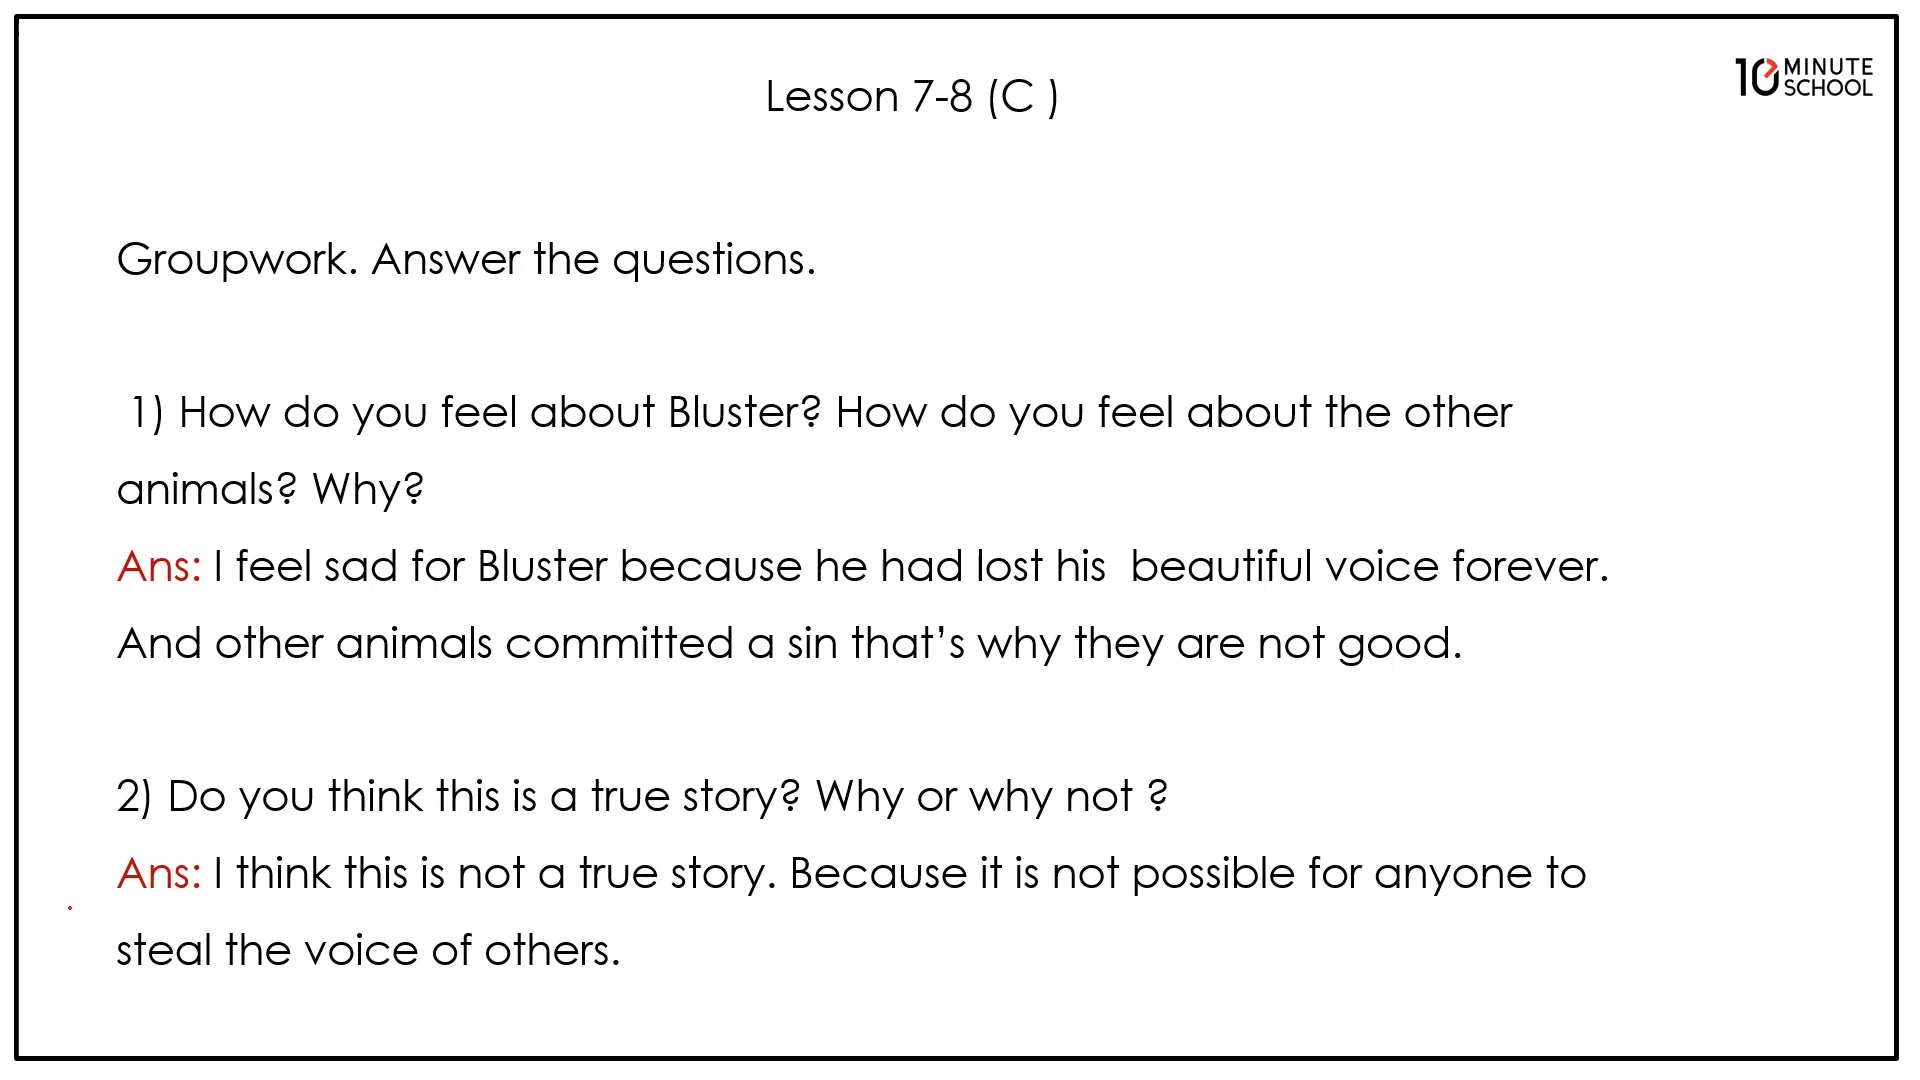 Lesson 7-8 (C )
10 MINUTE
SCHOOL
Groupwork. Answer the questions.
1) How do you feel about Bluster? How do you feel about the other
animals? Why?
Ans: I feel sad for Bluster because he had lost his  beautiful voice forever.
And other animals committed a sin that’s why they are not good.
2) Do you think this is a true story? Why or why not ?
Ans: I think this is not a true story. Because it is not possible for anyone to
steal the voice of others.